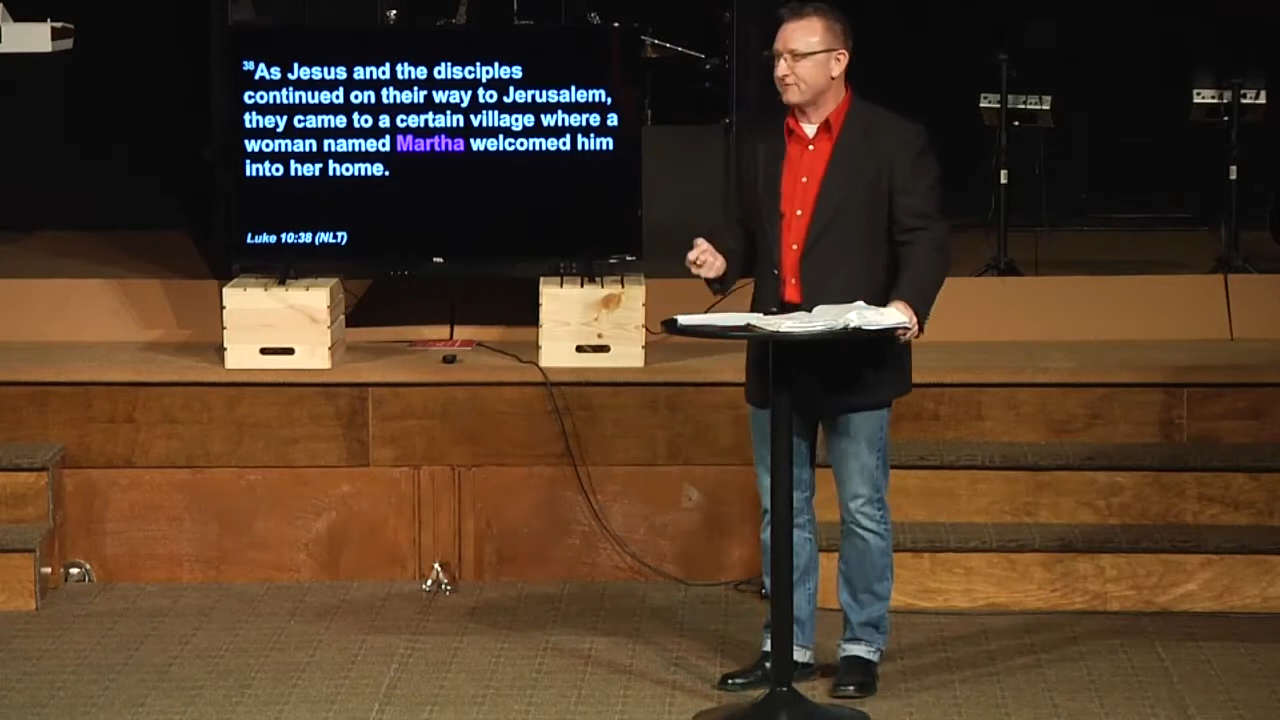 ³⁸As Jesus and the disciples
continued on their way to Jerusalem,
they came to a certain village where a
woman named Martha welcomed him
into her home.
Luke 10:38 (NLT)
TCL